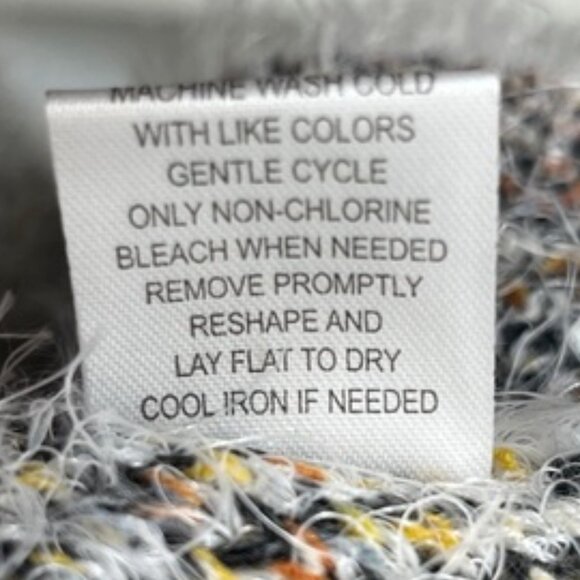 MACHINE WASH COLD
WITH LIKE COLORS
GENTLE CYCLE
ONLY NON-CHLORINE
BLEACH WHEN NEEDED
REMOVE PROMPTLY
RESHAPE AND
LAY FLAT TO DRY
COOL IRON IF NEEDED